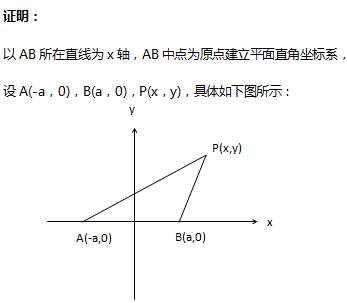 证明：
以AB所在直线为x轴，AB中点为原点建立平面直角坐标系，
设A(-a，0)，B(a，0)，P(x，y)，具体如下图所示：
y
P(x,y)
x
A(-a,0)
B(a,0)